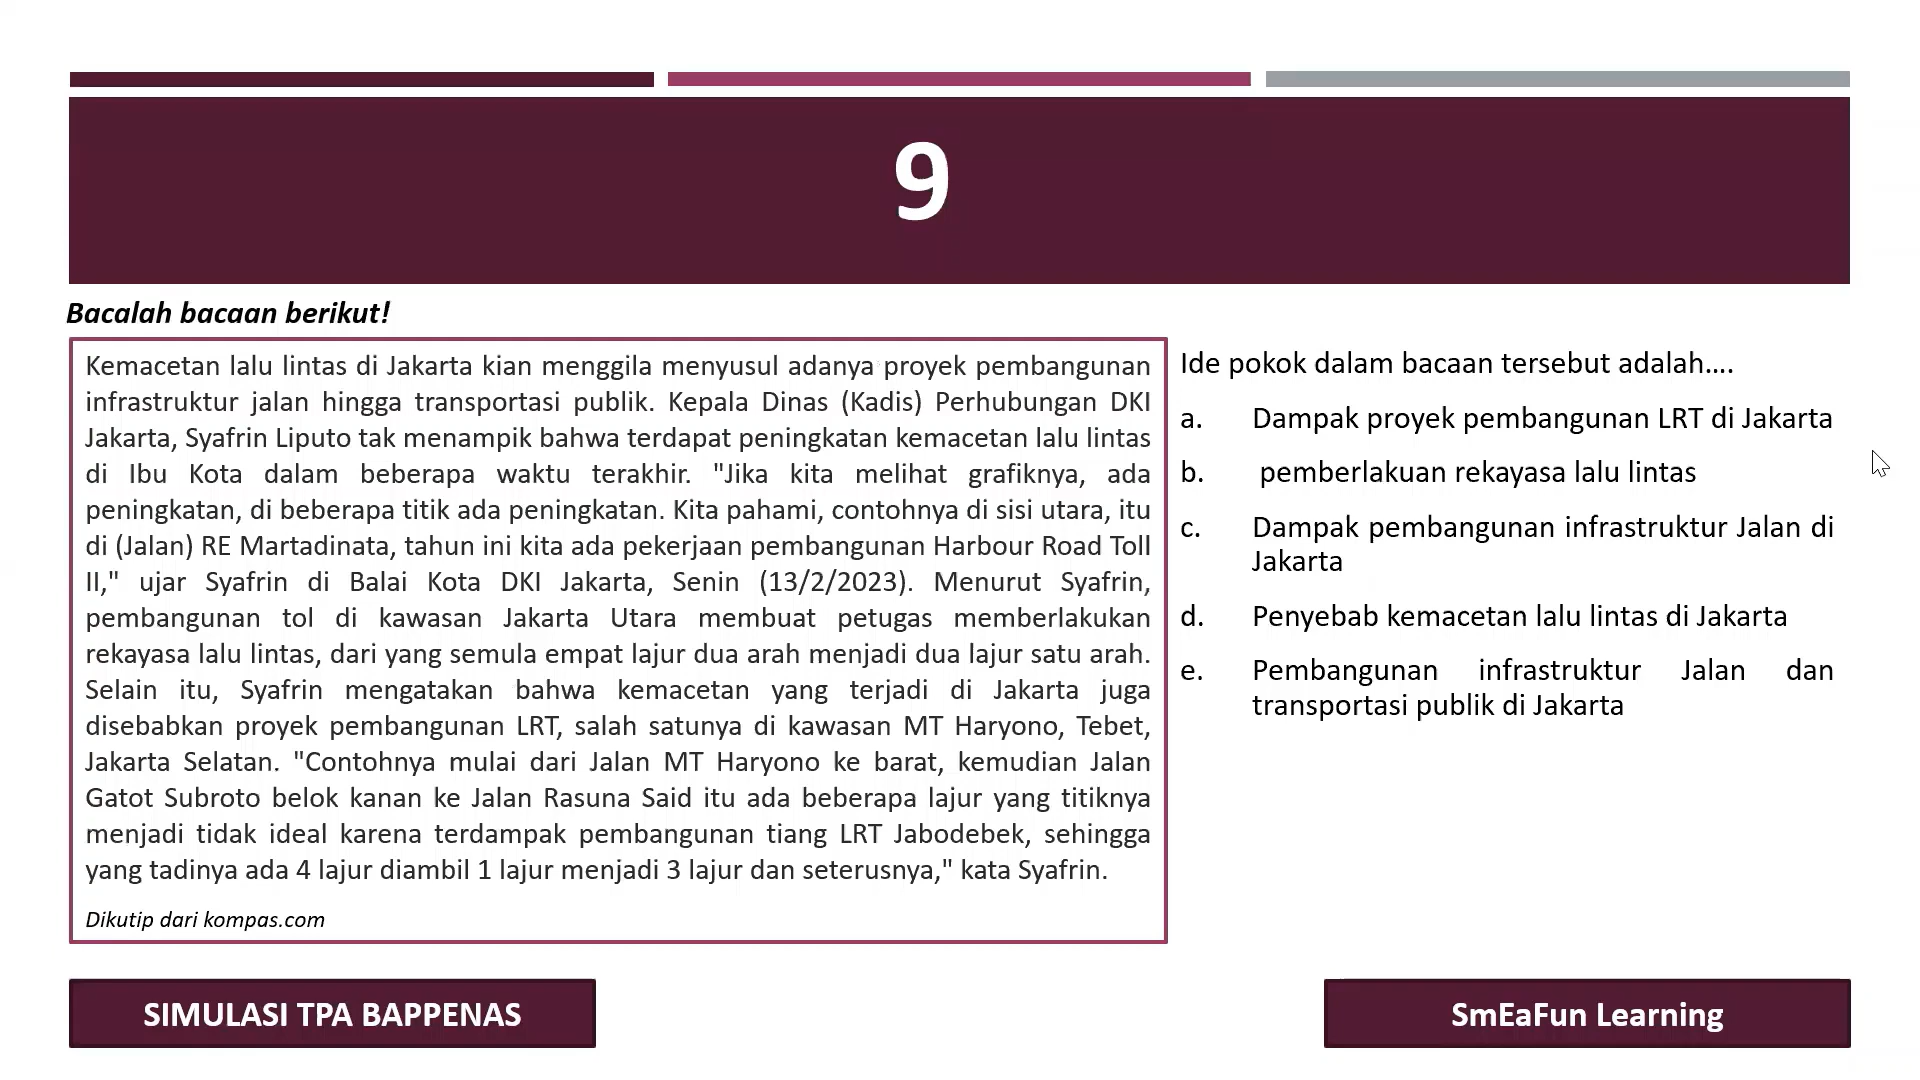 9
Bacalah bacaan berikut!
Kemacetan lalu lintas di Jakarta kian menggila menyusul adanya proyek pembangunan
infrastruktur jalan hingga transportasi publik. Kepala Dinas (Kadis) Perhubungan DKI
Jakarta, Syafrin Liputo tak menampik bahwa terdapat peningkatan kemacetan lalu lintas
di Ibu Kota dalam beberapa waktu terakhir. "Jika kita melihat grafiknya, ada
peningkatan, di beberapa titik ada peningkatan. Kita pahami, contohnya di sisi utara, itu
di (Jalan) RE Martadinata, tahun ini kita ada pekerjaan pembangunan Harbour Road Toll
II," ujar Syafrin di Balai Kota DKI Jakarta, Senin (13/2/2023). Menurut Syafrin,
pembangunan tol di kawasan Jakarta Utara membuat petugas memberlakukan
rekayasa lalu lintas, dari yang semula empat lajur dua arah menjadi dua lajur satu arah.
Selain itu, Syafrin mengatakan bahwa kemacetan yang terjadi di Jakarta juga
disebabkan proyek pembangunan LRT, salah satunya di kawasan MT Haryono, Tebet,
Jakarta Selatan. "Contohnya mulai dari Jalan MT Haryono ke barat, kemudian Jalan
Gatot Subroto belok kanan ke Jalan Rasuna Said itu ada beberapa lajur yang titiknya
menjadi tidak ideal karena terdampak pembangunan tiang LRT Jabodebek, sehingga
yang tadinya ada 4 lajur diambil 1 lajur menjadi 3 lajur dan seterusnya," kata Syafrin.
Dikutip dari kompas.com
Ide pokok dalam bacaan tersebut adalah....
a. Dampak proyek pembangunan LRT di Jakarta
b. pemberlakuan rekayasa lalu lintas
c. Dampak pembangunan infrastruktur Jalan di
Jakarta
d. Penyebab kemacetan lalu lintas di Jakarta
e. Pembangunan infrastruktur Jalan dan
transportasi publik di Jakarta
SIMULASI TPA BAPPENAS
SmEaFun Learning